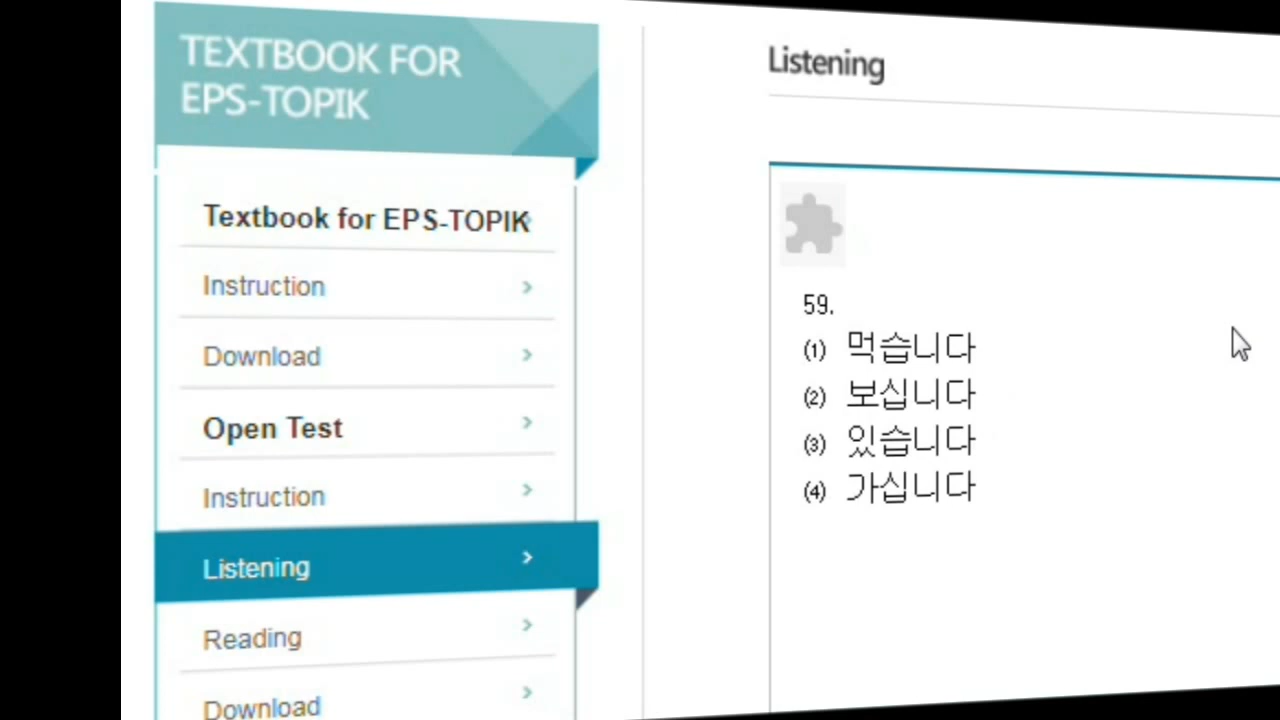 TEXTBOOK FOR
EPS-TOPIK
Textbook for EPS-TOPIK
Instruction
Download
Open Test
Instruction
Listening
Reading
Download
Listening
59.
(1) 먹습니다
(2) 보십니다
(3) 있습니다
(4) 가십니다